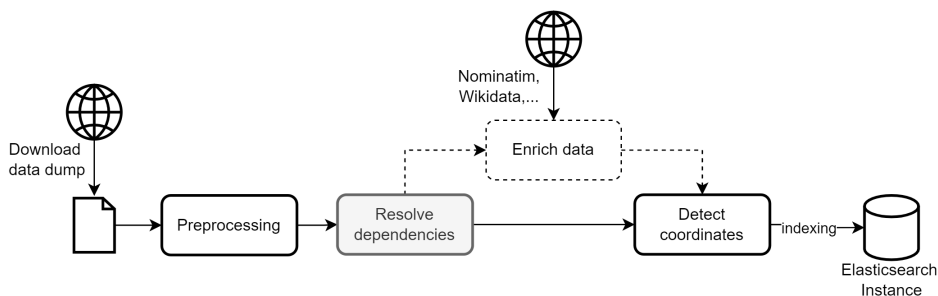 Nominatim,
Wikidata,...
Download
data dump
Enrich data
Preprocessing
Resolve
dependencies
Detect
coordinates
indexing
Elasticsearch
Instance